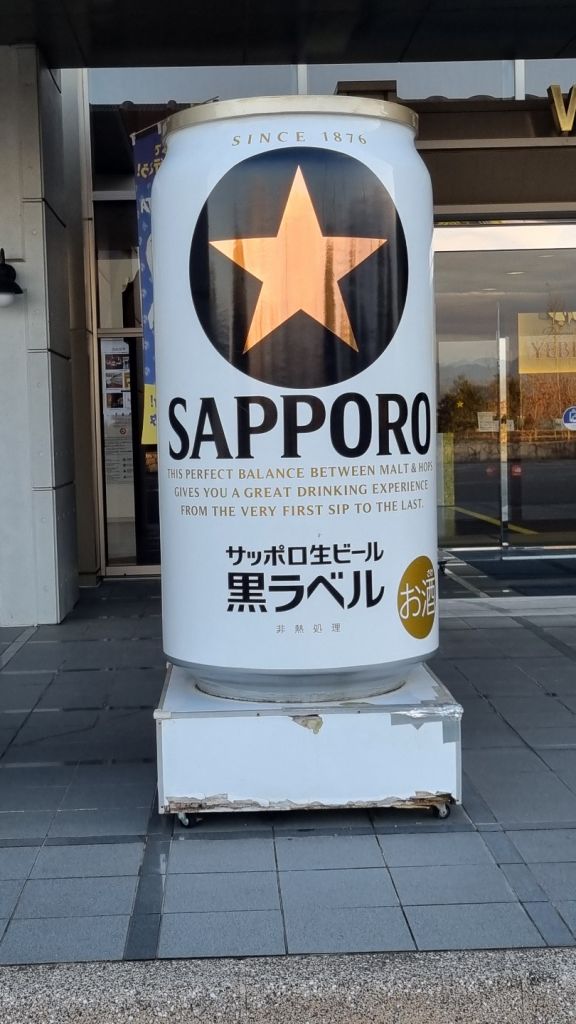 SINCE 1876
SAPPORO
THIS PERFECT BALANCE BETWEEN MALT & HOPS
GIVES YOU A GREAT DRINKING EXPERIENCE
FROM THE VERY FIRST SIP TO THE LAST.
サッポロ生ビール
黒ラベル
非熱処理
さけ
お酒